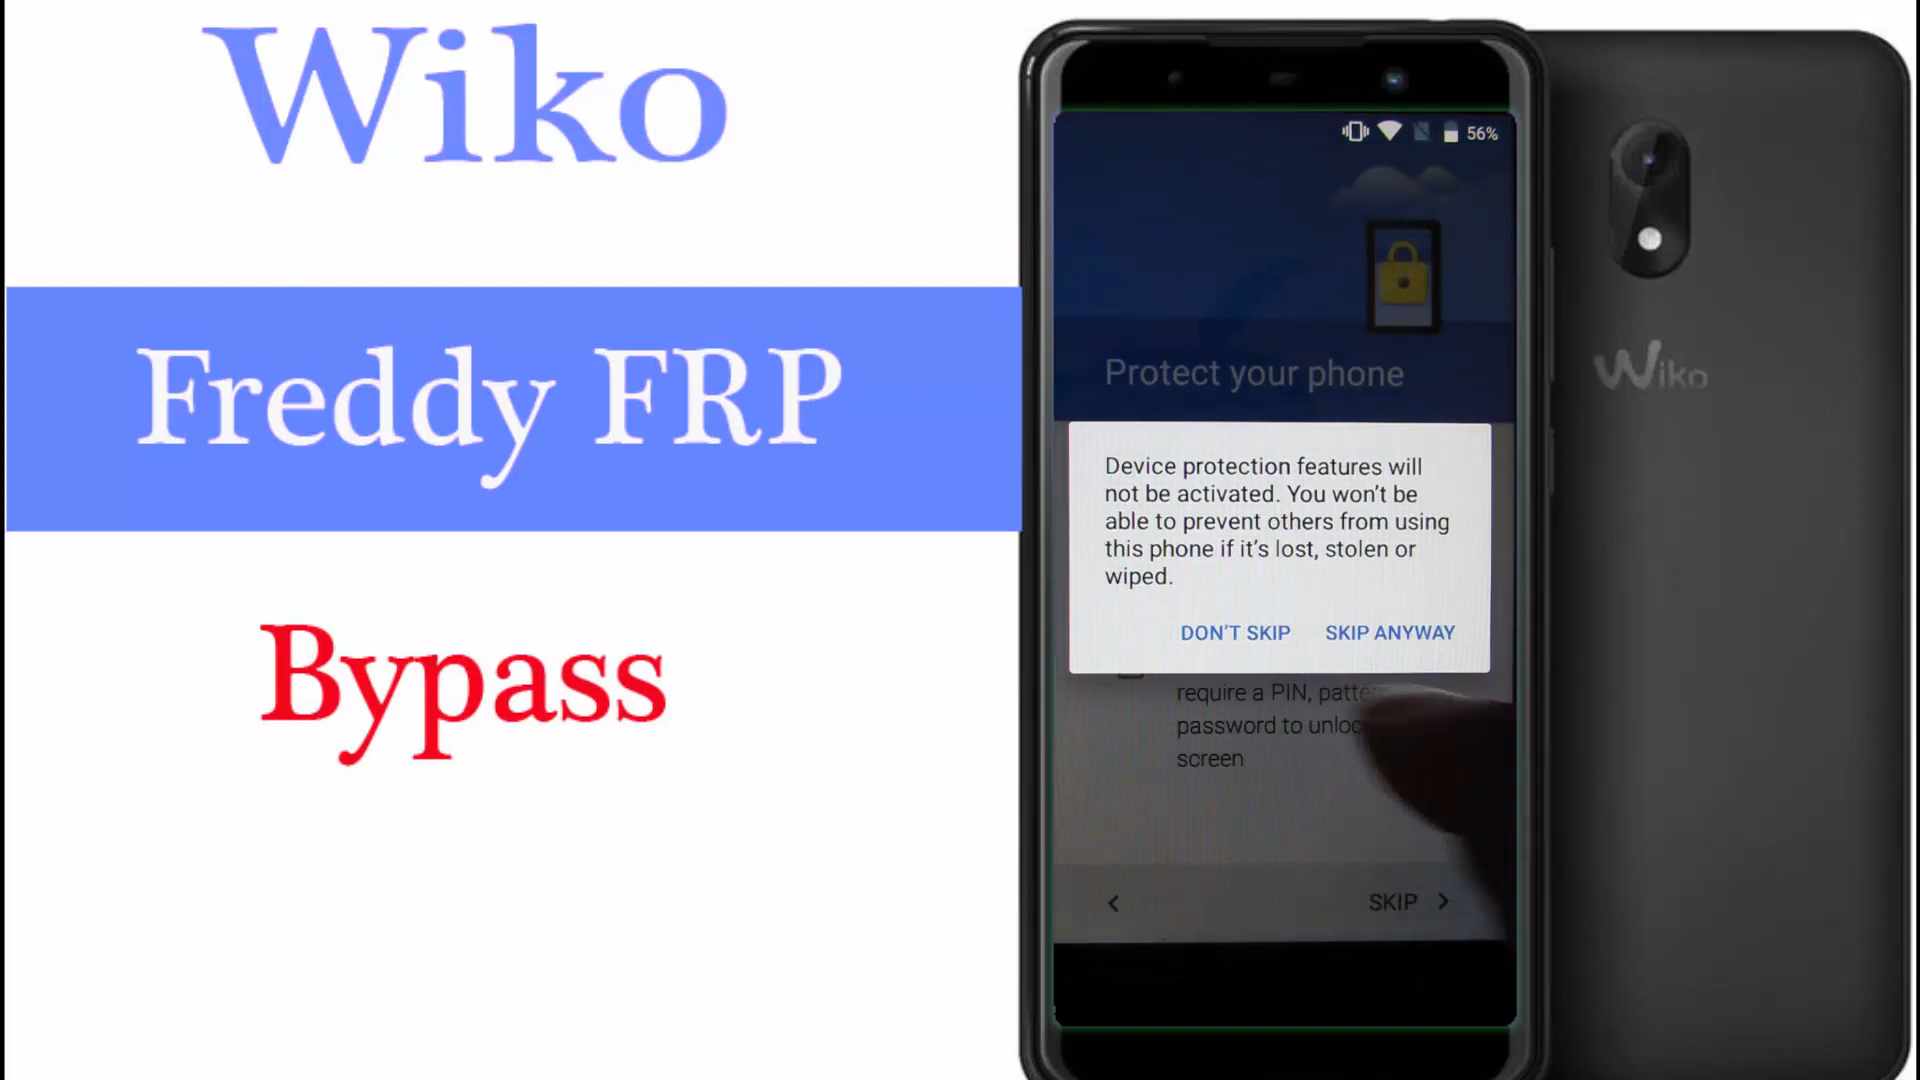 Wiko
Freddy FRP
Bypass
56%
Protect your phone
Device protection features will
not be activated. You won't be
able to prevent others from using
this phone if it's lost, stolen or
wiped.
DON'T SKIP
SKIP ANYWAY
require a PIN,
password to
screen
SKIP
Wiko